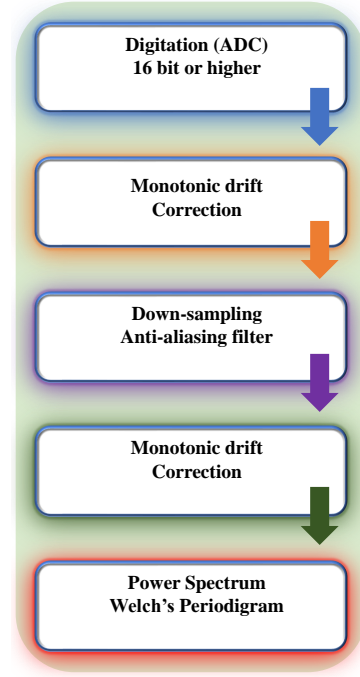 Digitation (ADC)
16 bit or higher
Monotonic drift
Correction
Down-sampling
Anti-aliasing filter
Monotonic drift
Correction
Power Spectrum
Welch's Periodigram